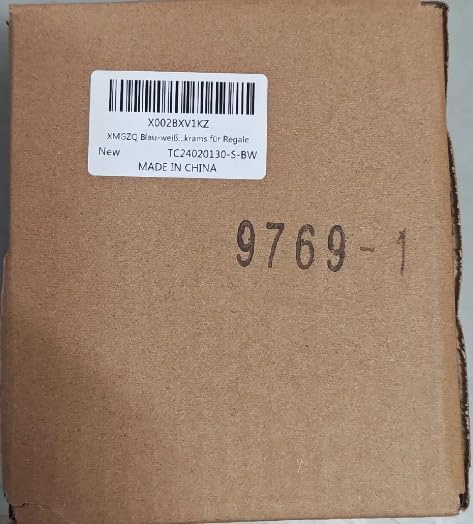 X002BXV1KZ
XMGZQ Blau-weiß...krams für Regale
New TC24020130-S-BW
MADE IN CHINA
9769-1